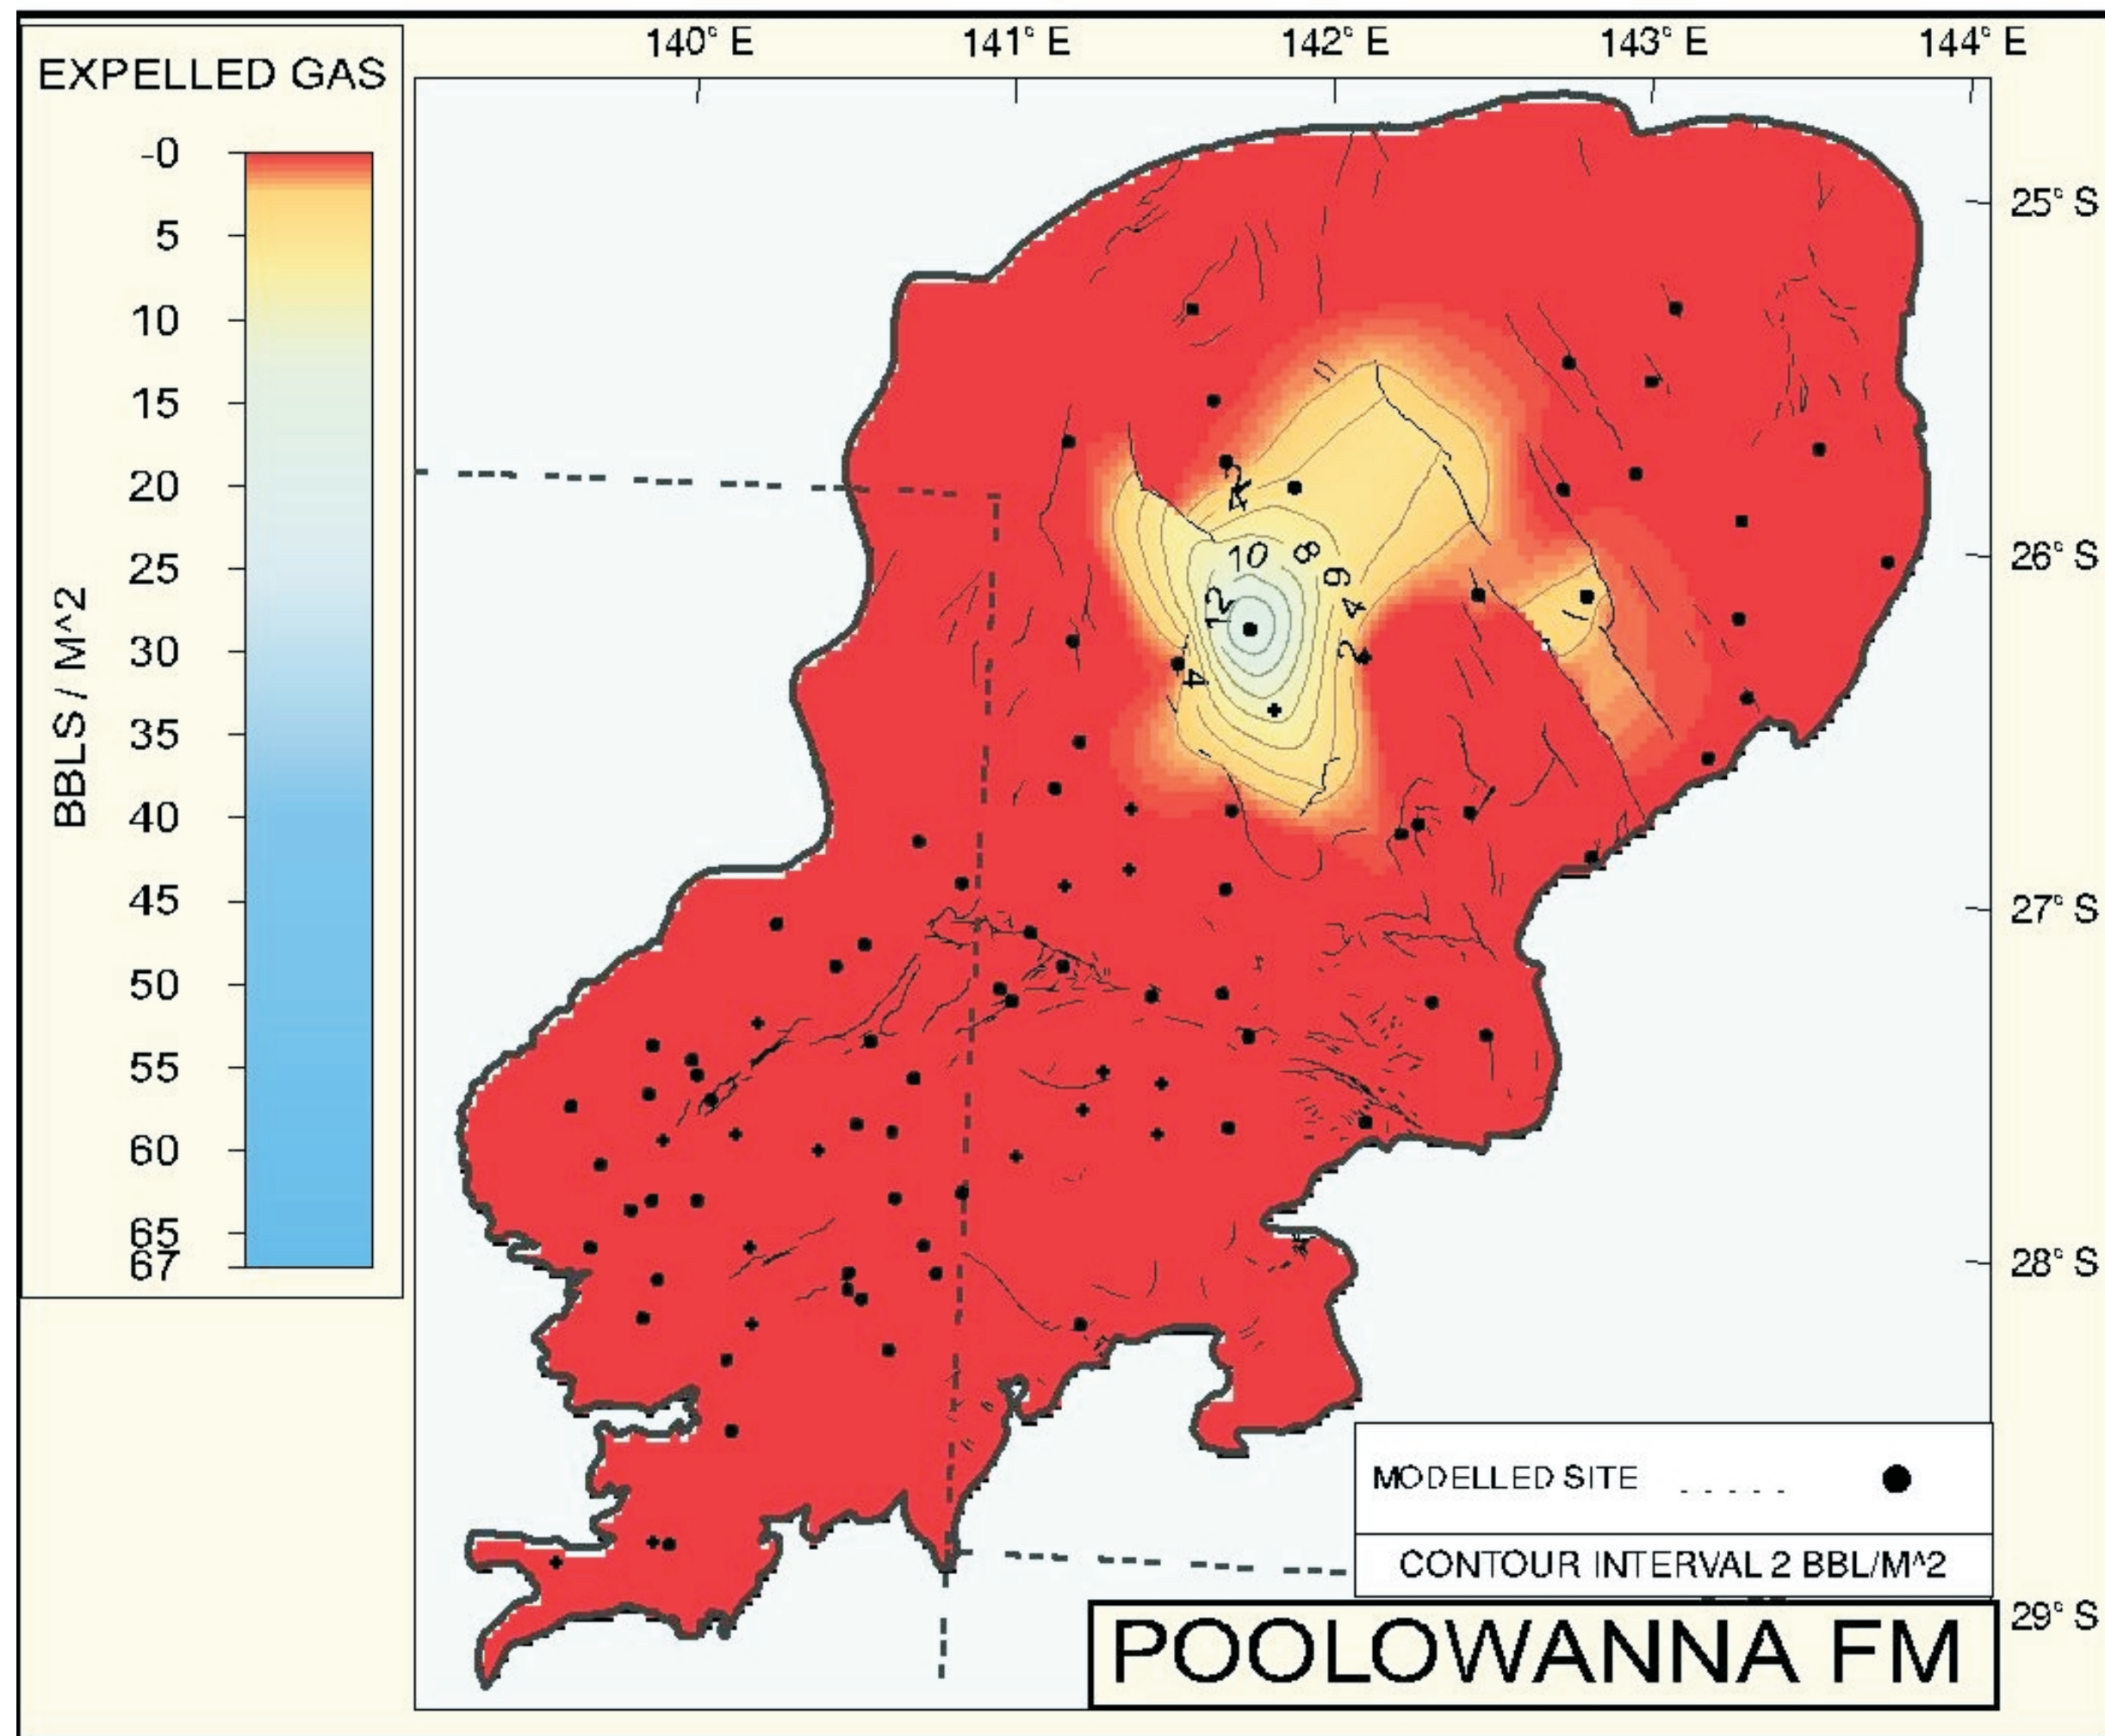 140° E 141° E 142° E 143° E 144° E
EXPELLED GAS
-0
5
10
15
20
25
30
35
40
45
50
55
60
65
67
BBLS / M^2
25° S
26° S
27° S
28° S
29° S
2
4
10
8
6
12
4
2
4
MODELLED SITE - - - - -
CONTOUR INTERVAL 2 BBL/M^2
POOLOWANNA FM